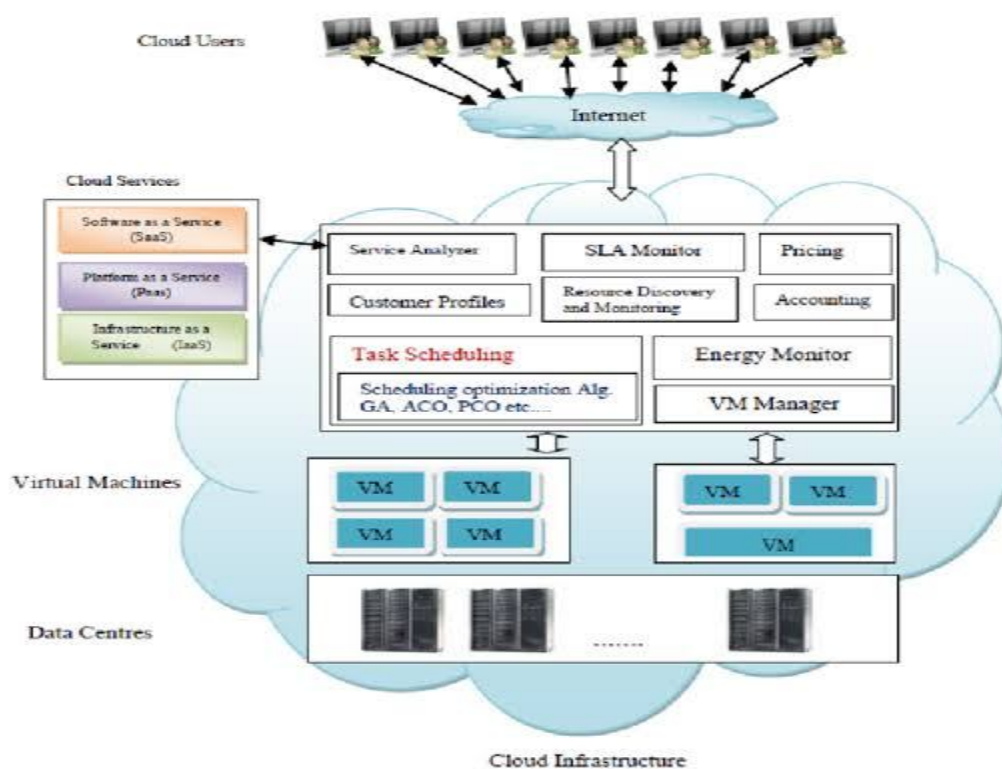 Cloud Users
Internet
Cloud Services
Software as a Service
(SaaS)
Platform as a Service
(Paas)
Infrastructure as a
Service (IaaS)
Service Analyzer
SLA Monitor
Pricing
Customer Profiles
Resource Discovery
and Monitoring
Accounting
Task Scheduling
Scheduling optimization Alg.
GA, ACO, PCO etc....
Energy Monitor
VM Manager
Virtual Machines
VM
VM
VM
VM
VM
VM
VM
Data Centres
.......
Cloud Infrastructure